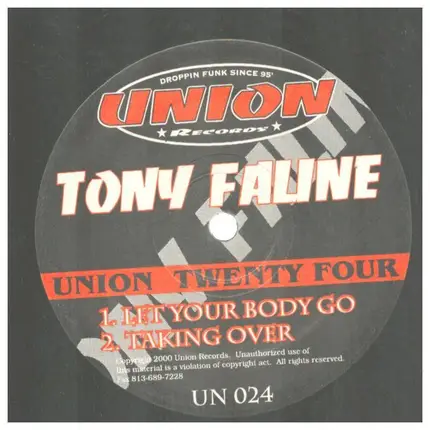 DROPPIN FUNK SINCE 95'
UNION
RECORDS
TONY FALINE
UNION TWENTY FOUR
1. LET YOUR BODY GO
2. TAKING OVER
Copyright 2000 Union Records. Unauthorized use of
this material is a violation of copyright act. All rights reserved.
Fax 813-689-7228
UN 024